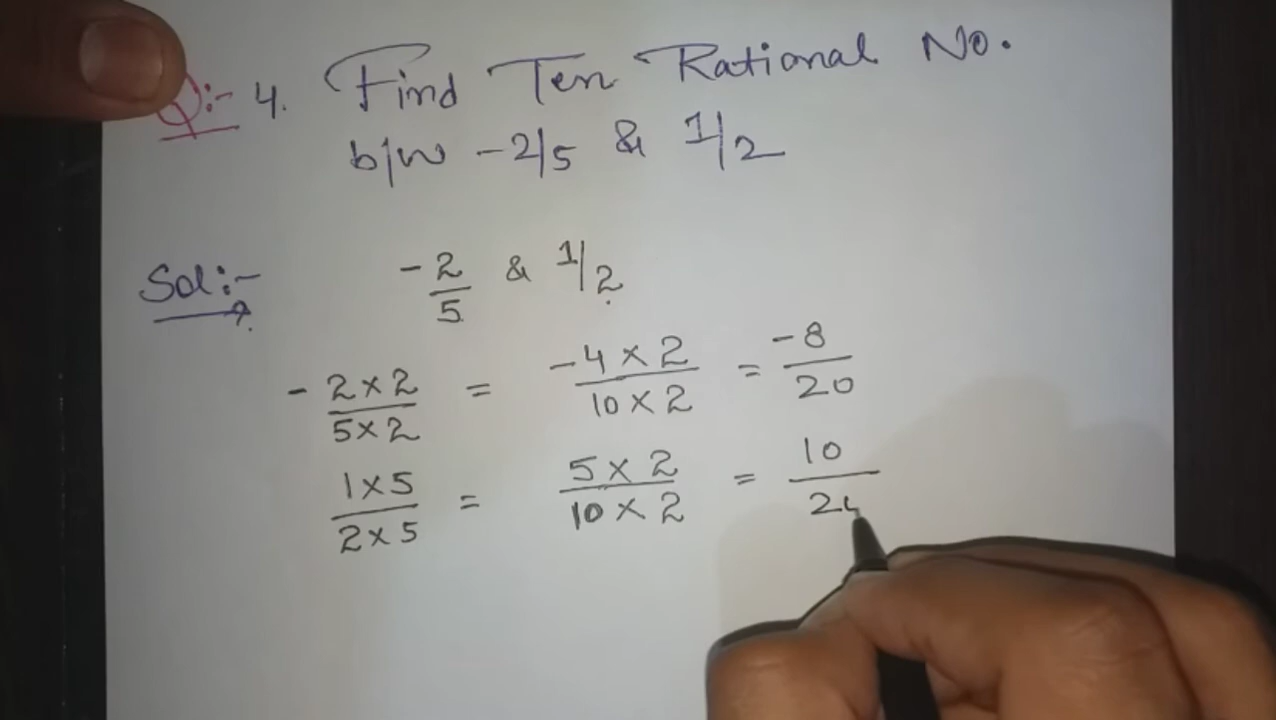 Q:- 4. Find Ten Rational No.
b/w -2/5 & 1/2
Sol:- -2/5 & 1/2
-2×2/5×2 = -4×2/10×2 = -8/20
1×5/2×5 = 5×2/10×2 = 10/2